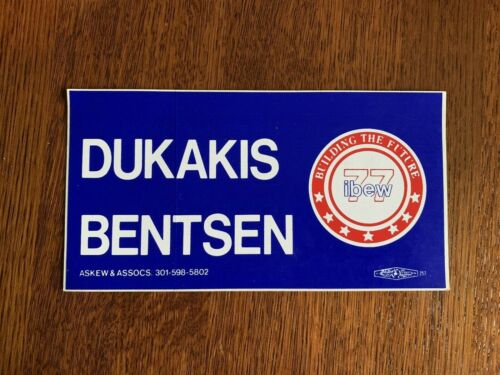 DUKAKIS
BENTSEN
ASKEW & ASSOCS. 301-598-5802
BUILDING THE FUTURE
77
ibew